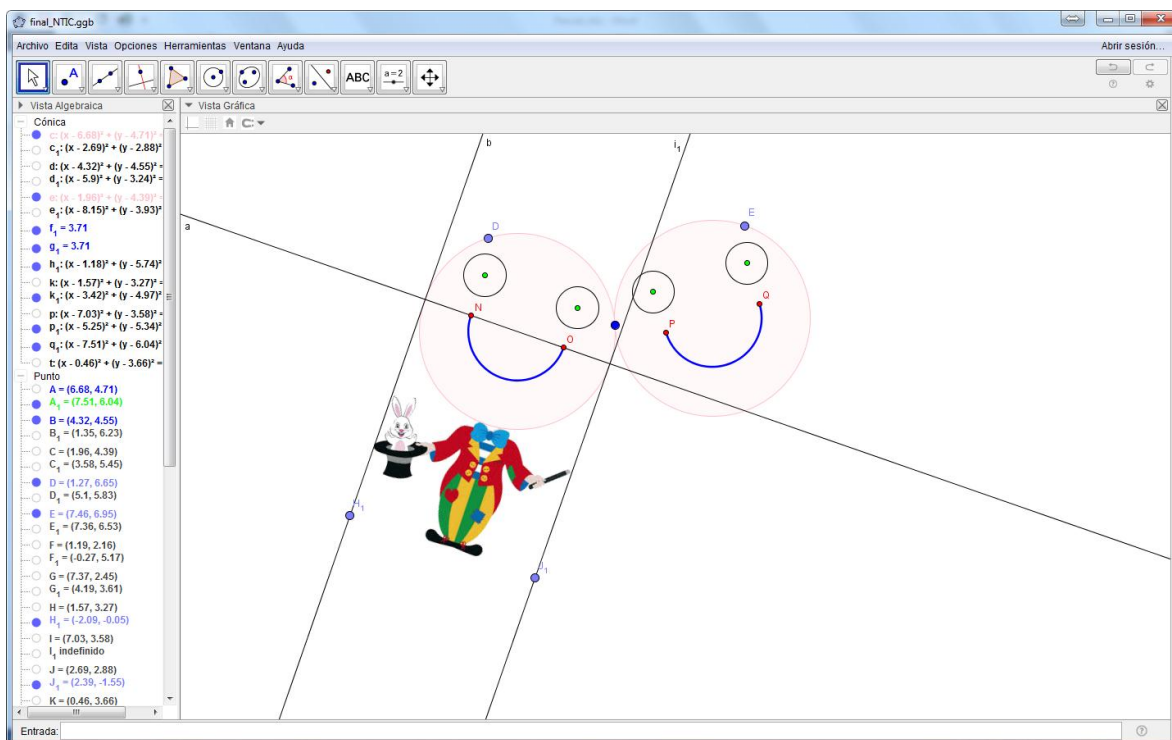 final_NTIC.ggb
Archivo Edita Vista Opciones Herramientas Ventana Ayuda
Abrir sesión...
A
α
ABC
a=2
Vista Algebraica
Vista Gráfica
Cónica
c: (x - 6.68)² + (y - 4.71)² =
c₁: (x - 2.69)² + (y - 2.88)²
d: (x - 4.32)² + (y - 4.55)² =
d₁: (x - 5.9)² + (y - 3.24)² =
e: (x - 1.96)² + (y - 4.39)² =
e₁: (x - 8.15)² + (y - 3.93)²
f₁ = 3.71
g₁ = 3.71
h₁: (x - 1.18)² + (y - 5.74)²
k: (x - 1.57)² + (y - 3.27)² =
k₁: (x - 3.42)² + (y - 4.97)² =
p: (x - 7.03)² + (y - 3.58)² =
p₁: (x - 5.25)² + (y - 5.34)²
q₁: (x - 7.51)² + (y - 6.04)²
t: (x - 0.46)² + (y - 3.66)² =
Punto
A = (6.68, 4.71)
A₁ = (7.51, 6.04)
B = (4.32, 4.55)
B₁ = (1.35, 6.23)
C = (1.96, 4.39)
C₁ = (3.58, 5.45)
D = (1.27, 6.65)
D₁ = (5.1, 5.83)
E = (7.46, 6.95)
E₁ = (7.36, 6.53)
F = (1.19, 2.16)
F₁ = (-0.27, 5.17)
G = (7.37, 2.45)
G₁ = (4.19, 3.61)
H = (1.57, 3.27)
H₁ = (-2.09, -0.05)
I = (7.03, 3.58)
I₁ indefinido
J = (2.69, 2.88)
J₁ = (2.39, -1.55)
K = (0.46, 3.66)
b
i₁
a
D
E
N
O
P
Q
H₁
J₁
Entrada: